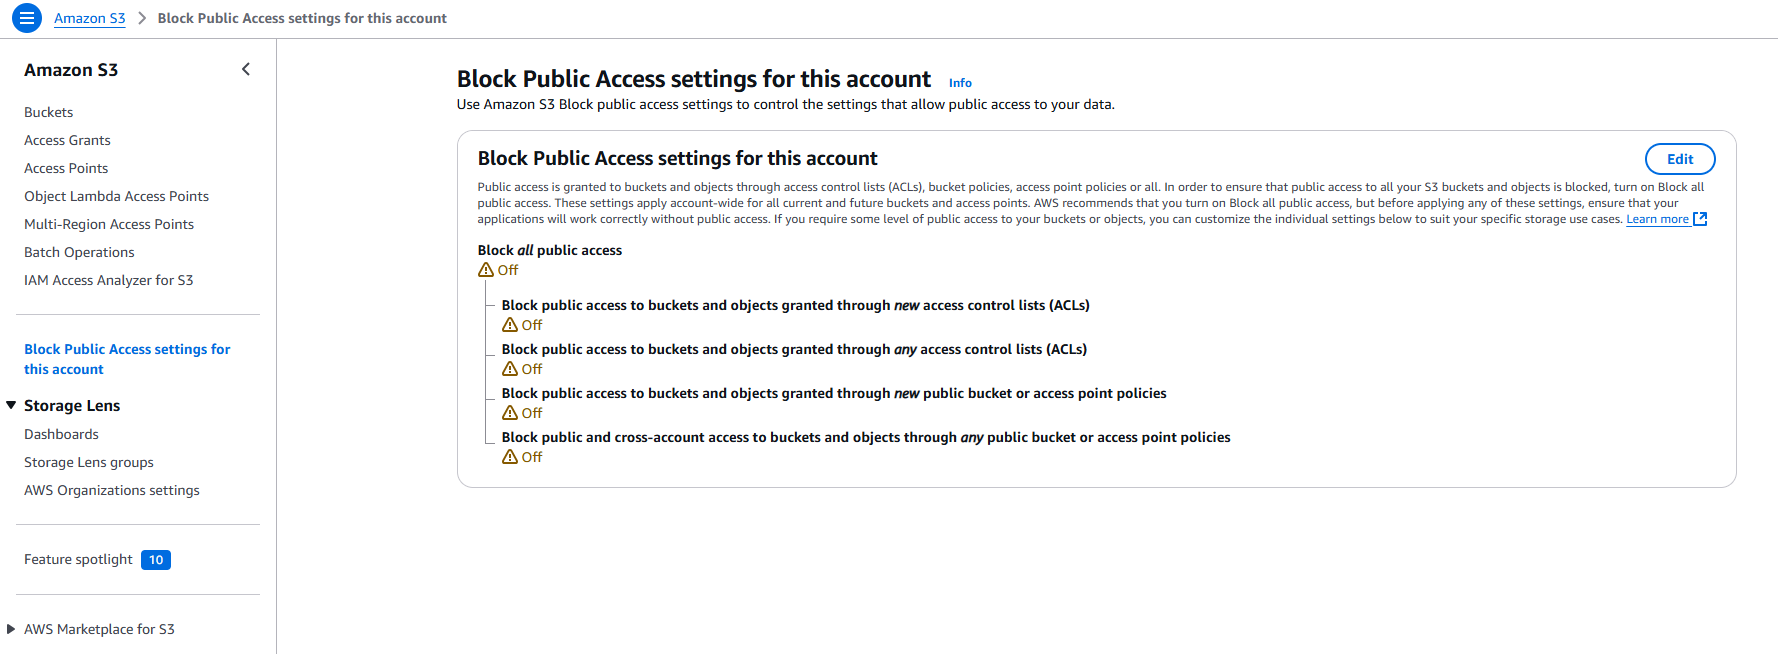 Amazon S3 > Block Public Access settings for this account
Amazon S3
Buckets
Access Grants
Access Points
Object Lambda Access Points
Multi-Region Access Points
Batch Operations
IAM Access Analyzer for S3
Block Public Access settings for
this account
Storage Lens
Dashboards
Storage Lens groups
AWS Organizations settings
Feature spotlight 10
AWS Marketplace for S3
Block Public Access settings for this account Info
Use Amazon S3 Block public access settings to control the settings that allow public access to your data.
Block Public Access settings for this account
Edit
Public access is granted to buckets and objects through access control lists (ACLs), bucket policies, access point policies or all. In order to ensure that public access to all your S3 buckets and objects is blocked, turn on Block all
public access. These settings apply account-wide for all current and future buckets and access points. AWS recommends that you turn on Block all public access, but before applying any of these settings, ensure that your
applications will work correctly without public access. If you require some level of public access to your buckets or objects, you can customize the individual settings below to suit your specific storage use cases. Learn more
Block all public access
Off
Block public access to buckets and objects granted through new access control lists (ACLs)
Off
Block public access to buckets and objects granted through any access control lists (ACLs)
Off
Block public access to buckets and objects granted through new public bucket or access point policies
Off
Block public and cross-account access to buckets and objects through any public bucket or access point policies
Off